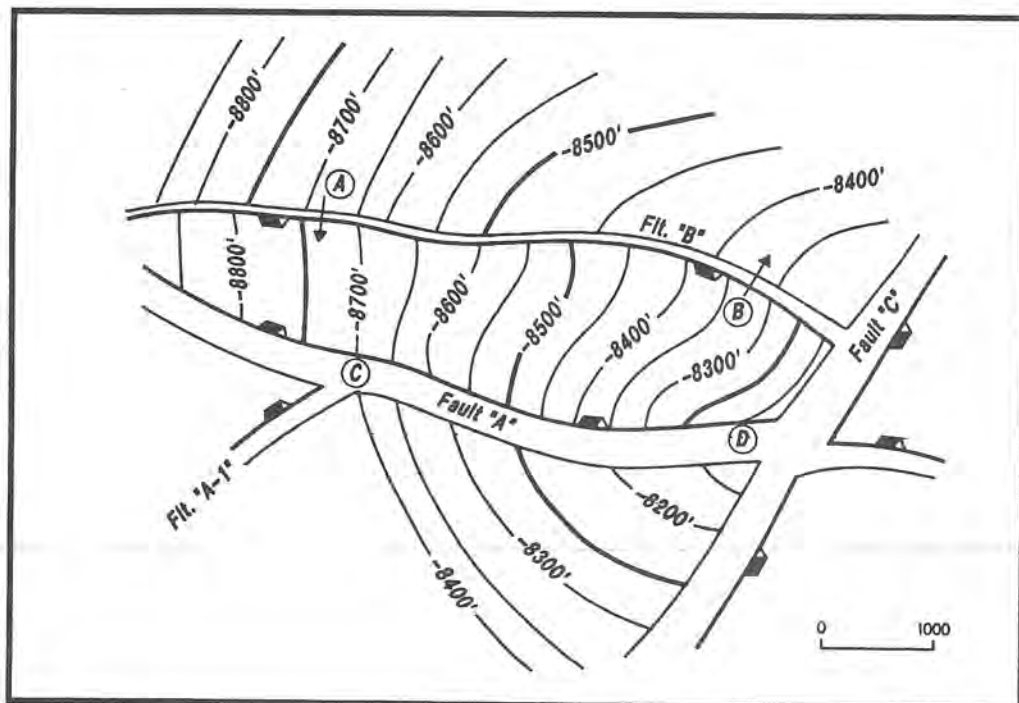 -8800'
-8700'
-8600'
-8500'
-8400'
A
Flt. "B"
-8800'
-8700'
-8600'
-8500'
-8400'
-8300'
B
Fault "C"
C
Fault "A"
D
Flt. "A-1"
-8200'
-8300'
-8400'
0 1000